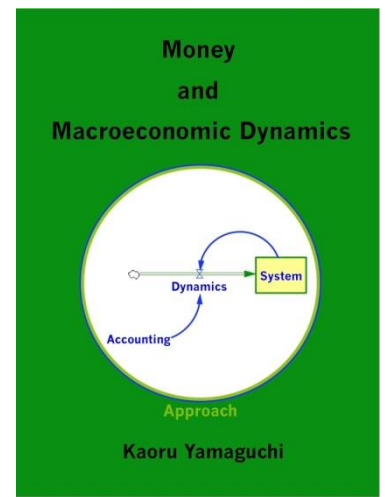 Money
and
Macroeconomic Dynamics
System
Dynamics
Accounting
Approach
Kaoru Yamaguchi